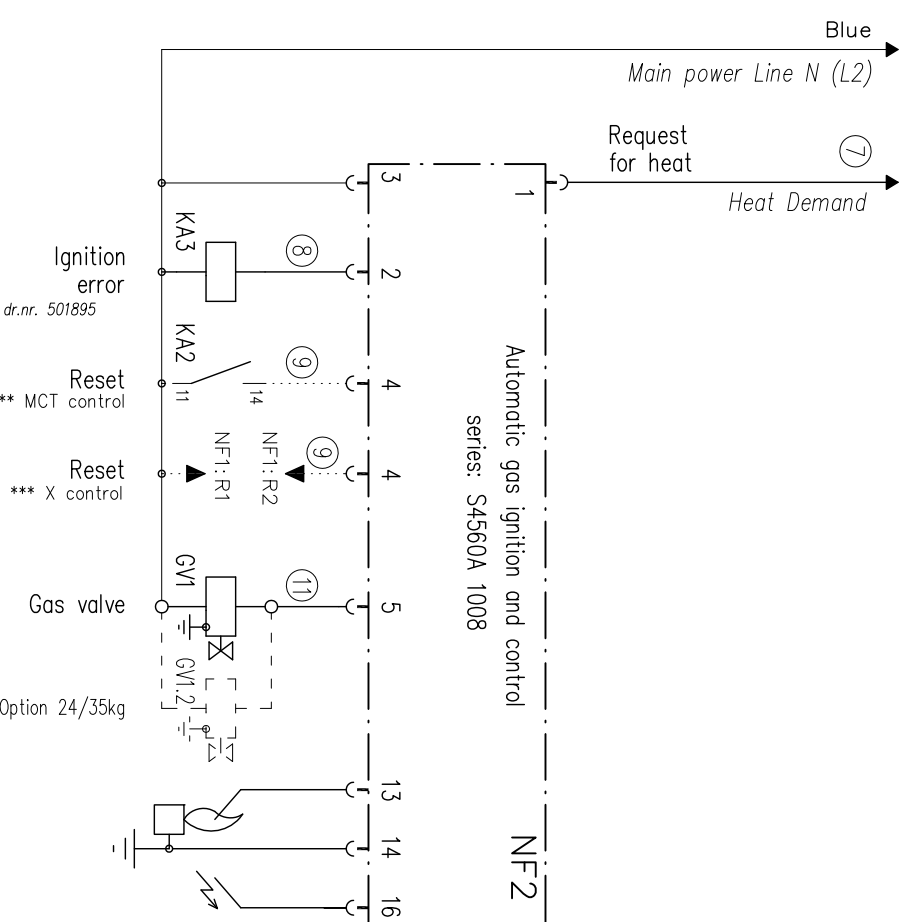 Blue
Main power Line N (L2)
Request
for heat
7
Heat Demand
3
1
KA3
8
2
Ignition
error
dr.nr. 501895
KA2
9
11
14
4
Reset
** MCT control
NF1:R1
NF1:R2
9
4
Reset
*** X control
Automatic gas ignition and control
series: S4560A 1008
GV1
11
5
Gas valve
GV1.2
Option 24/35kg
13
14
16
NF2